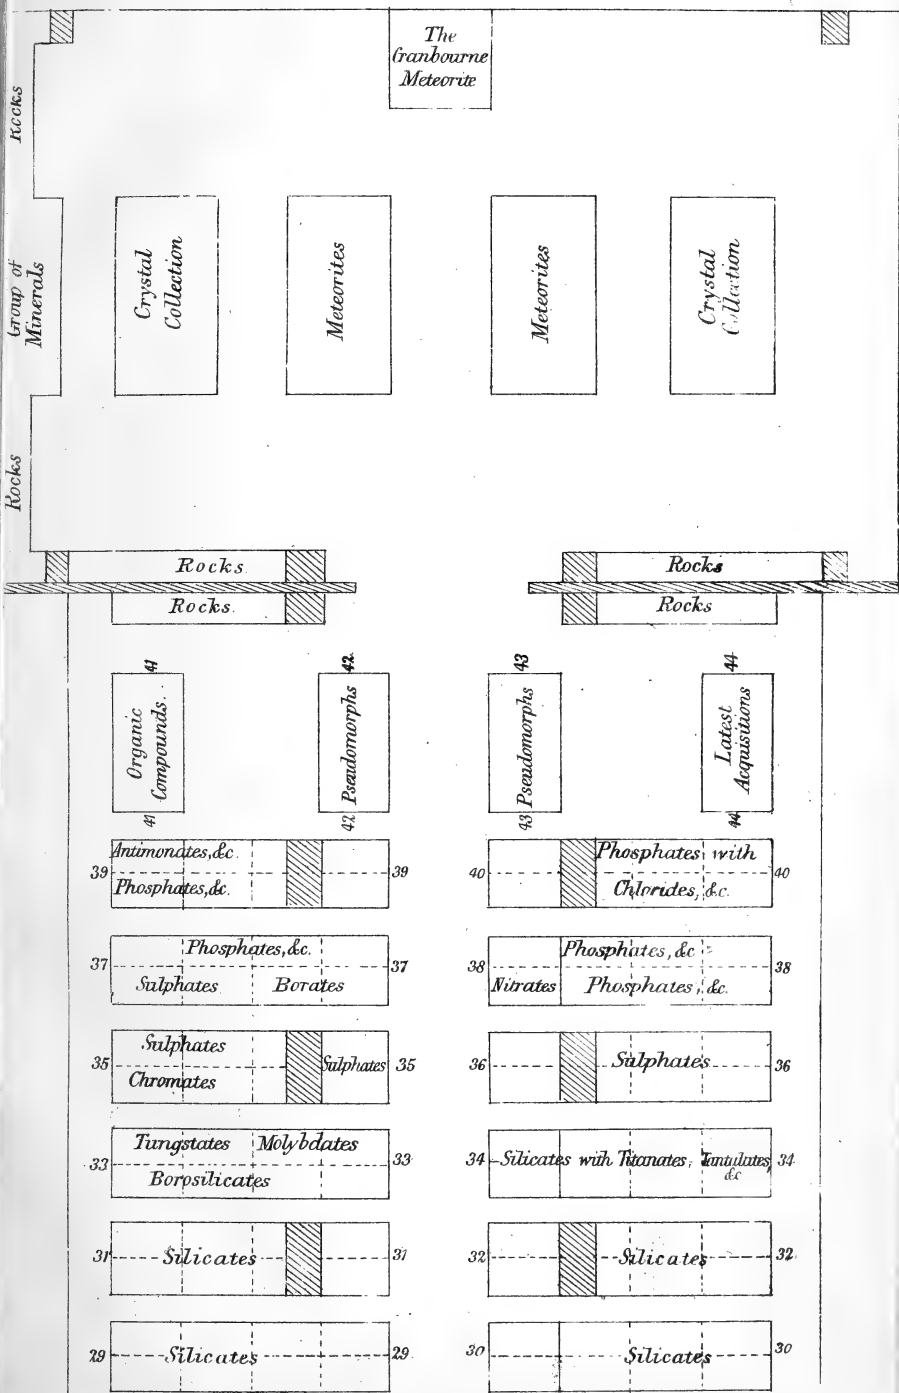 The
Cranbourne
Meteorite
Rocks
Group of
Minerals
Rocks
Crystal
Collection
Meteorites
Meteorites
Crystal
Collection
Rocks
Rocks
Rocks
Rocks
41
42
43
44
Organic
Compounds.
Pseudomorphs
Pseudomorphs
Latest
Acquisitions
41
42
43
44
39
Antimonates, &c.
Phosphates, &c.
39
40
Phosphates with
Chlorides, &c.
40
37
Phosphates, &c.
Sulphates Borates
37
38
Phosphates, &c
Nitrates Phosphates, &c.
38
35
Sulphates
Chromates
Sulphates
35
36
Sulphates
36
33
Tungstates Molybdates
Borosilicates
33
34
Silicates with Titanates, Tantalates,
&c
34
31
Silicates
31
32
Silicates
32
29
Silicates
29
30
Silicates
30